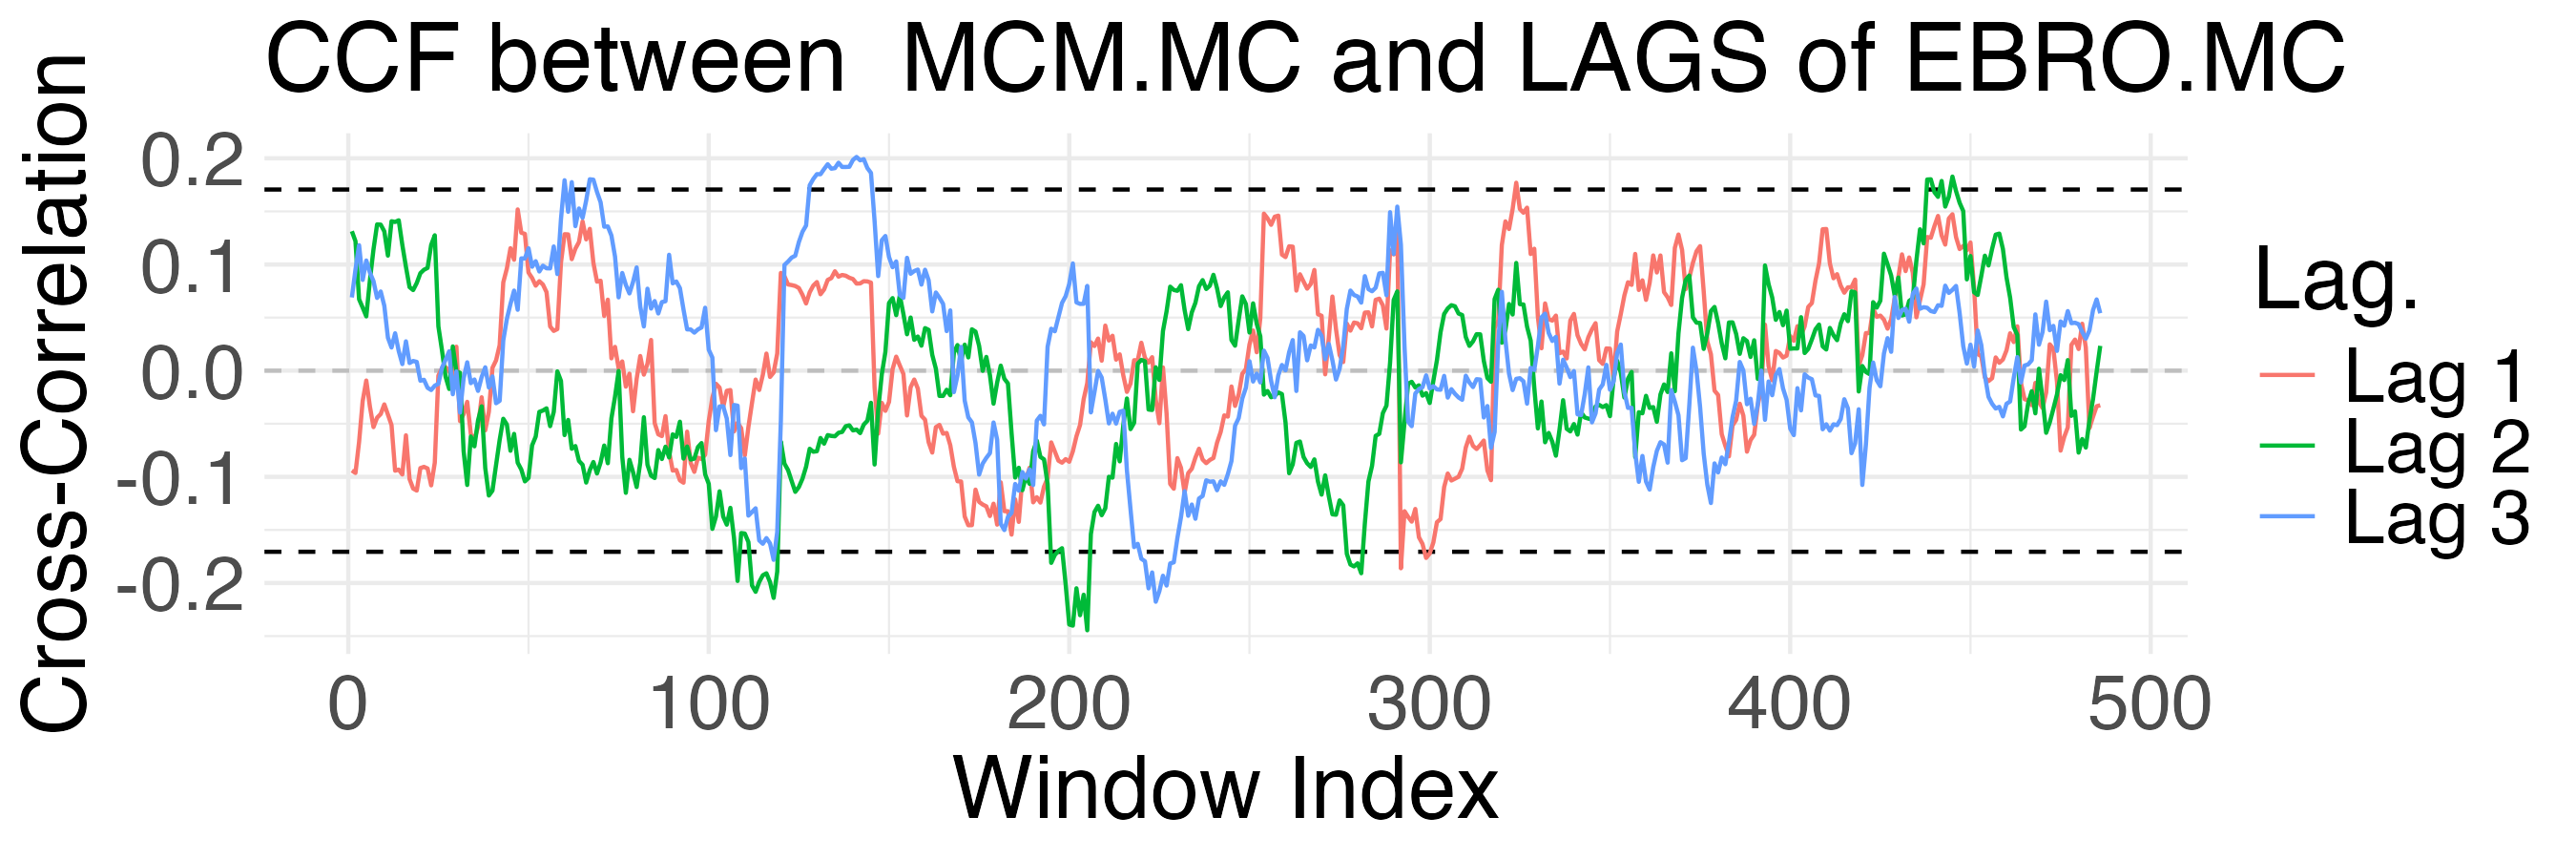 CCF between  MCM.MC and LAGS of EBRO.MC
Cross-Correlation
0.2
0.1
0.0
-0.1
-0.2
0 100 200 300 400 500
Window Index
Lag.
Lag 1
Lag 2
Lag 3